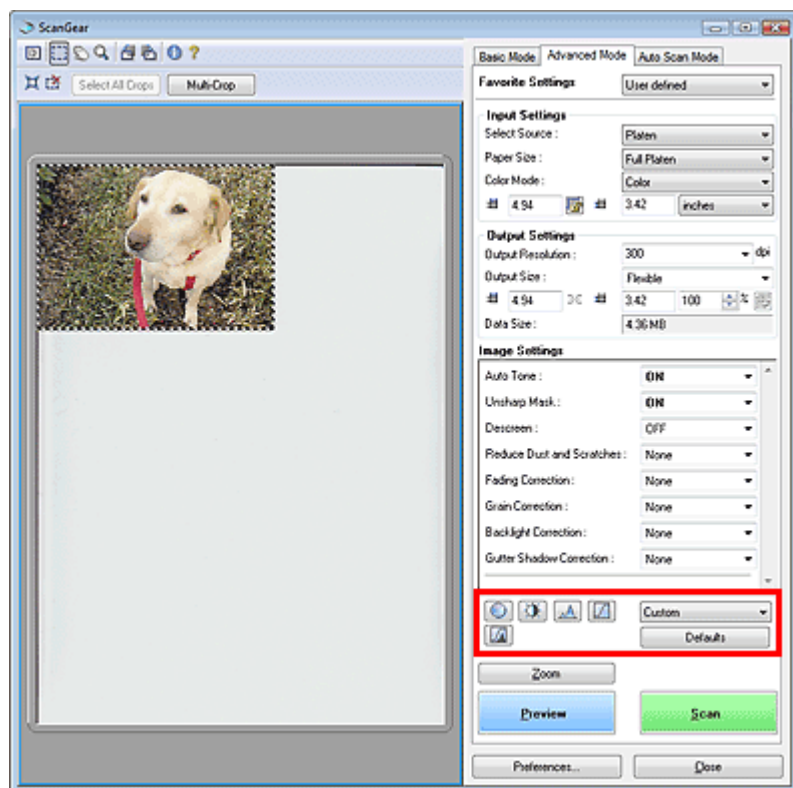 ScanGear
Select All Crops Multi-Crop
Basic Mode Advanced Mode Auto Scan Mode
Favorite Settings User defined
Input Settings
Select Source : Platen
Paper Size : Full Platen
Color Mode : Color
4.94 3.42 inches
Output Settings
Output Resolution : 300 dpi
Output Size : Flexible
4.94 3.42 100 %
Data Size : 4.36 MB
Image Settings
Auto Tone : ON
Unsharp Mask : ON
Descreen : OFF
Reduce Dust and Scratches : None
Fading Correction : None
Grain Correction : None
Backlight Correction : None
Gutter Shadow Correction : None
Custom
Defaults
Zoom
Preview Scan
Preferences... Close